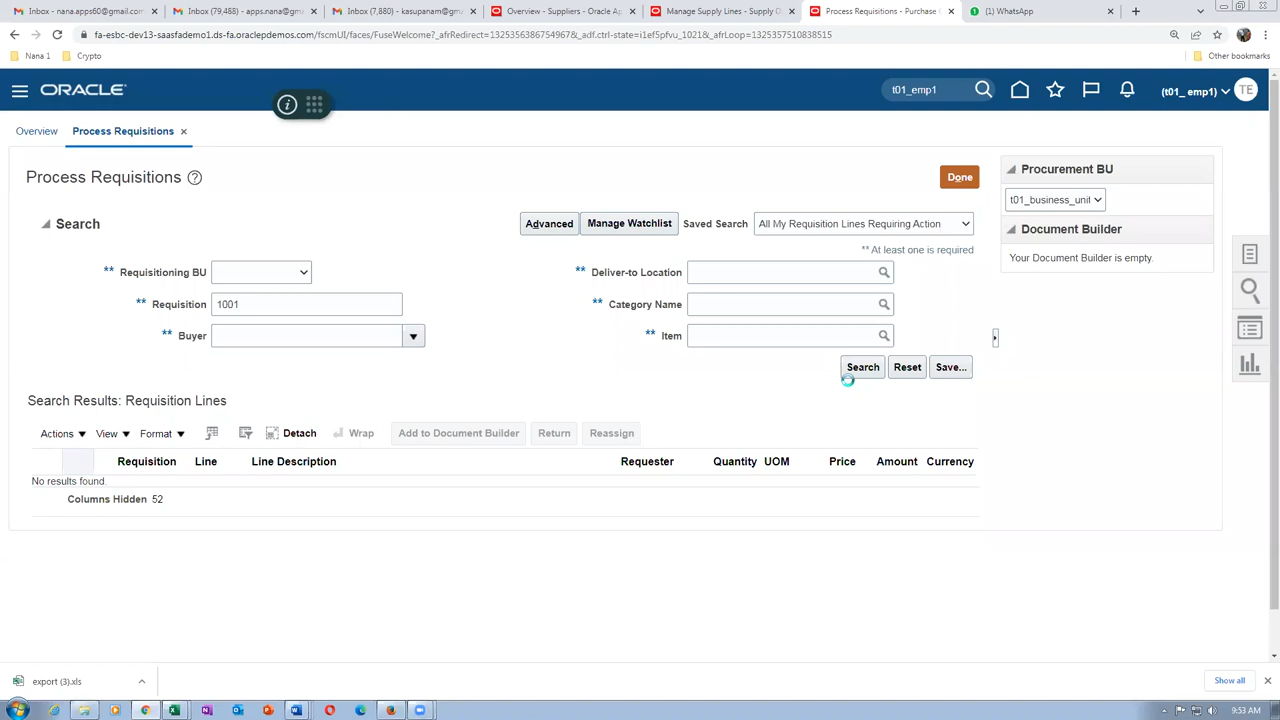 Inbox - nana.apps60@gmail.com
Inbox (79,488) - apps.nana@gm
Inbox (7,880) - kasupanam@gm
Overview - Suppliers - Oracle Ap
Manage Supply Lines - Supply O
Process Requisitions - Purchase
(1) WhatsApp
fa-esbc-dev13-saasfademo1.ds-fa.oraclepdemos.com/fscmUI/faces/FuseWelcome?_afrRedirect=13253563867549678&_adf.ctrl-state=i1ef5pfvu_1021&_afrLoop=13253575108385155
Nana 1
Crypto
Other bookmarks
ORACLE
t01_emp1
(t01_ emp1)
TE
Overview
Process Requisitions
Process Requisitions
Done
Procurement BU
t01_business_unit
Document Builder
Your Document Builder is empty.
Search
Advanced
Manage Watchlist
Saved Search
All My Requisition Lines Requiring Action
** At least one is required
** Requisitioning BU
** Deliver-to Location
** Requisition 1001
** Category Name
** Buyer
** Item
Search
Reset
Save...
Search Results: Requisition Lines
Actions
View
Format
Detach
Wrap
Add to Document Builder
Return
Reassign
Requisition Line Line Description Requester Quantity UOM Price Amount Currency
No results found.
Columns Hidden 52
export (3).xls
Show all
9:53 AM